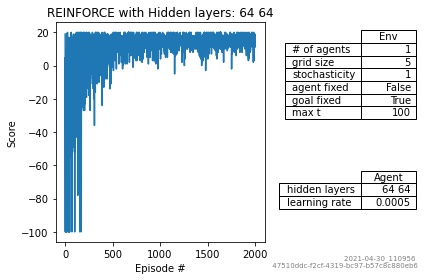 REINFORCE with Hidden layers: 64 64
20
0
−20
−40
−60
−80
−100
Score
0
500
1000
1500
2000
Episode #
Env
# of agents 1
grid size 5
stochasticity 1
agent fixed False
goal fixed True
max t 100
Agent
hidden layers 64 64
learning rate 0.0005
2021-04-30_110956
47510ddc-f2cf-4319-bc97-b57c8c880eb6